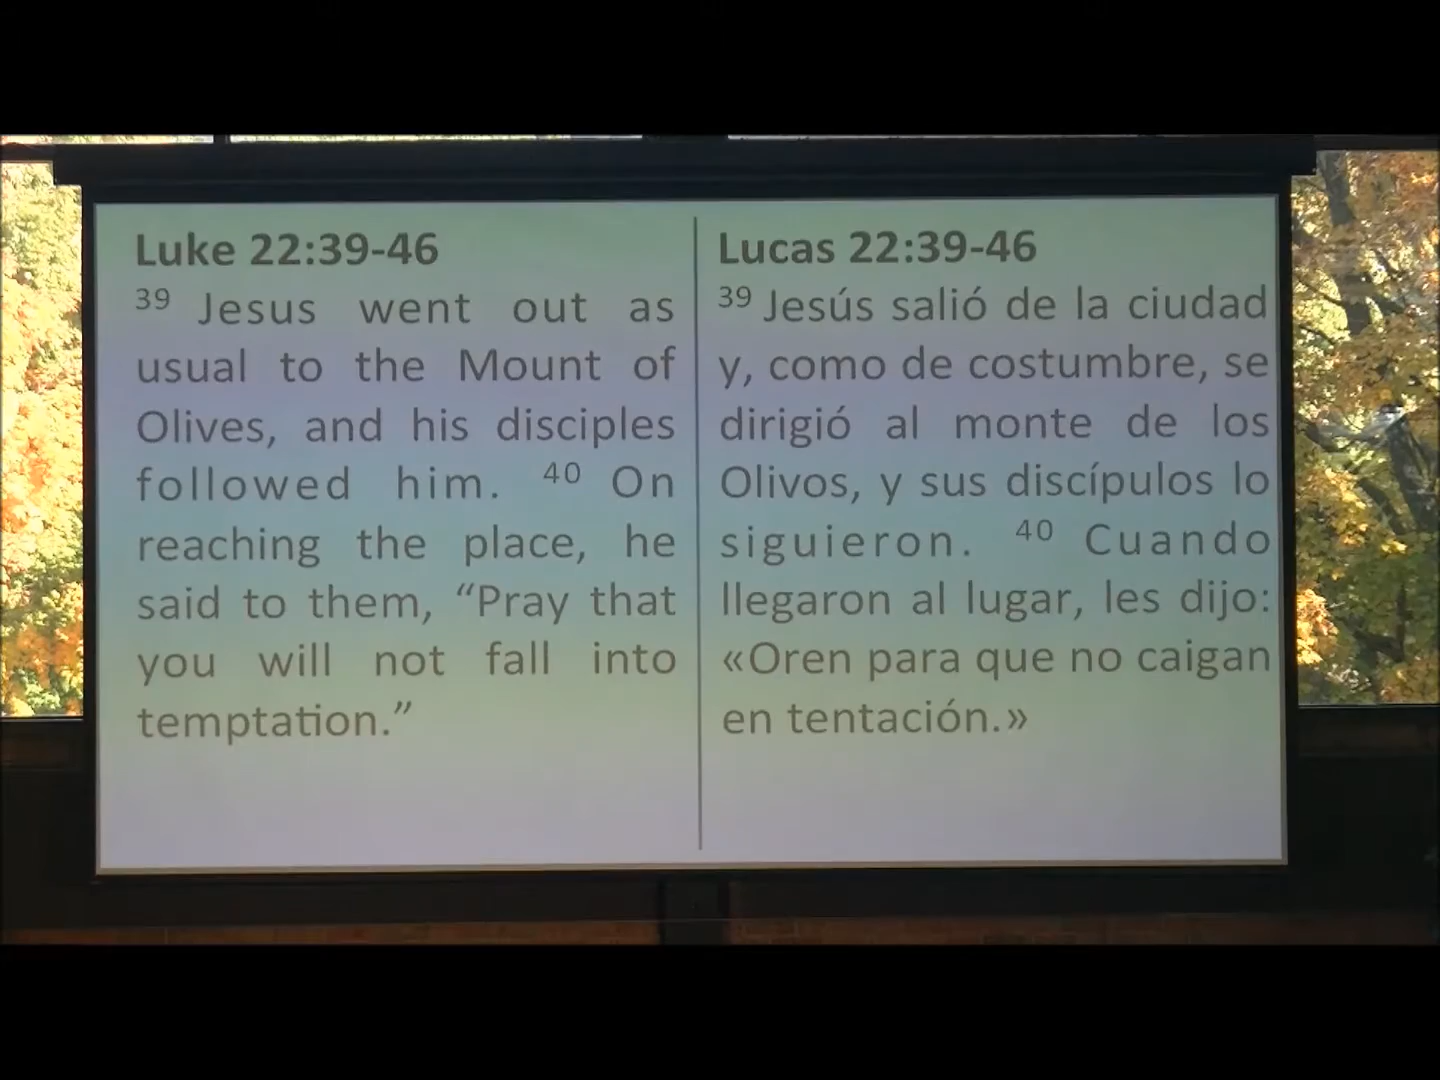 Luke 22:39-46
39 Jesus went out as
usual to the Mount of
Olives, and his disciples
followed him. 40 On
reaching the place, he
said to them, “Pray that
you will not fall into
temptation.”
Lucas 22:39-46
39 Jesús salió de la ciudad
y, como de costumbre, se
dirigió al monte de los
Olivos, y sus discípulos lo
siguieron. 40 Cuando
llegaron al lugar, les dijo:
«Oren para que no caigan
en tentación.»